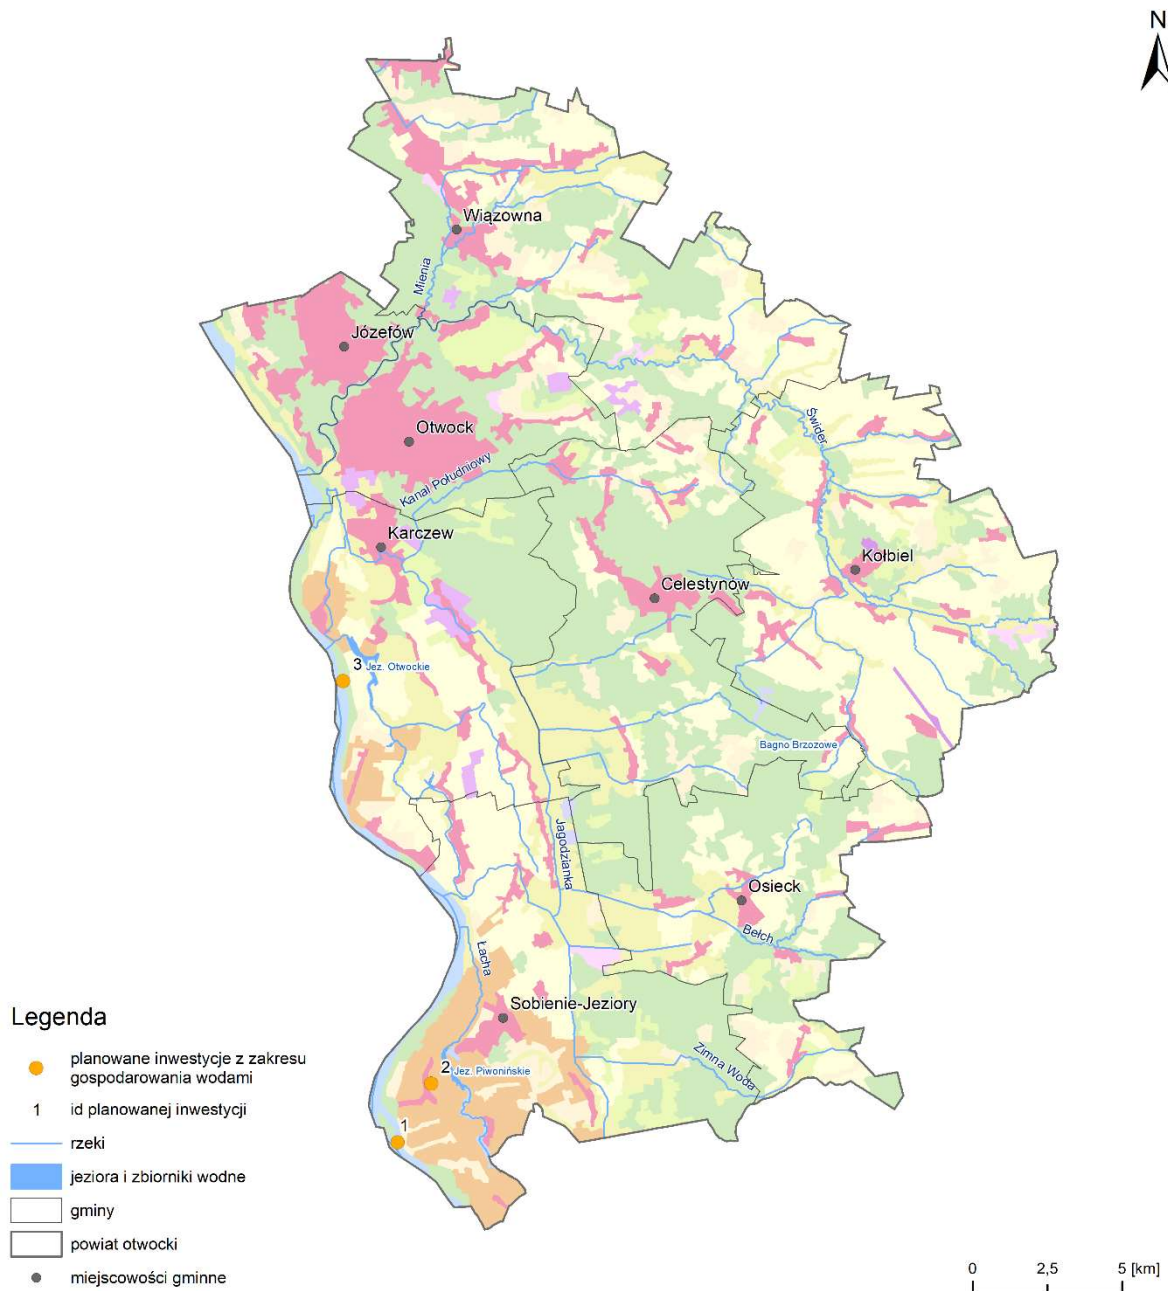 N
Wiązowna
Mienia
Józefów
Otwock
Świder
Kanał Południowy
Karczew
Kołbiel
Celestynów
3 Jez. Otwockie
Bagno Brzozowe
Jagodzianka
Osieck
Bełch
Łacha
Sobienie-Jeziory
Zimna Woda
2 Jez. Piwonińskie
1
Legenda
planowane inwestycje z zakresu
gospodarowania wodami
1 id planowanej inwestycji
rzeki
jeziora i zbiorniki wodne
gminy
powiat otwocki
miejscowości gminne
0 2,5 5 [km]